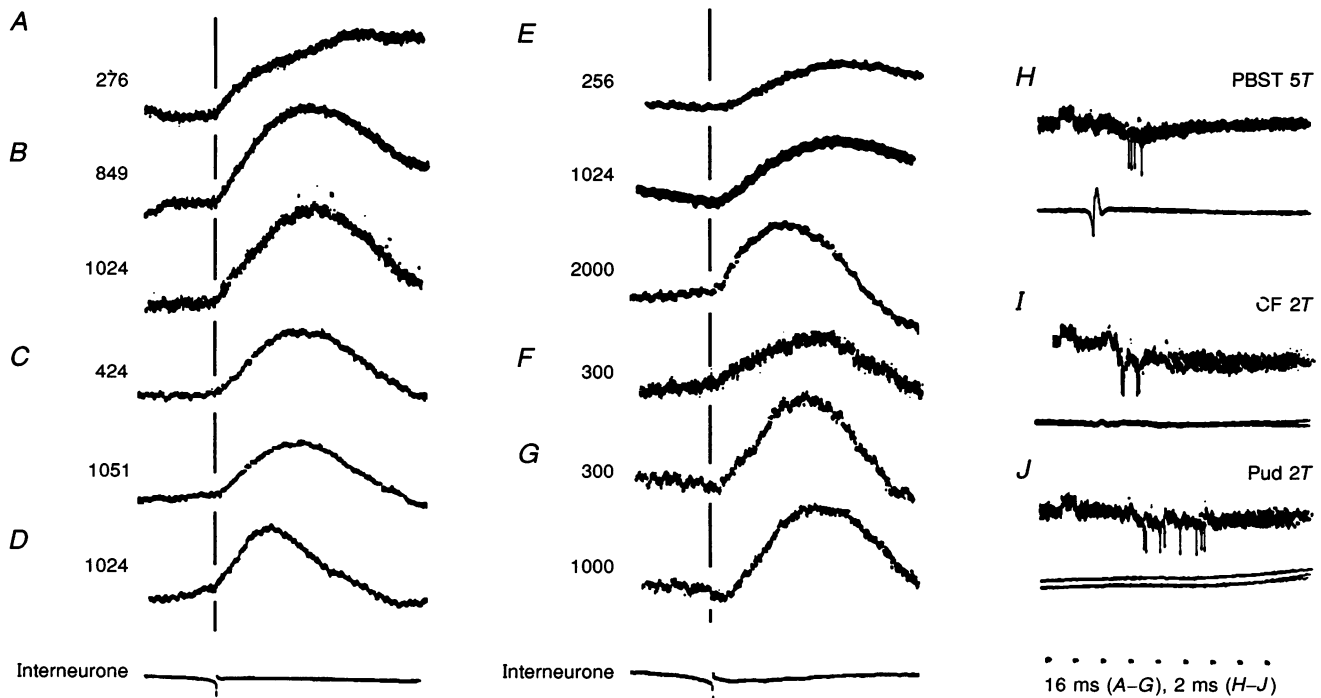 A
276
B
849
1024
C
424
1051
D
1024
Interneurone
E
256
1024
2000
F
300
G
300
1000
Interneurone
H
PBST 5T
I
CF 2T
J
Pud 2T
16 ms (A–G), 2 ms (H–J)